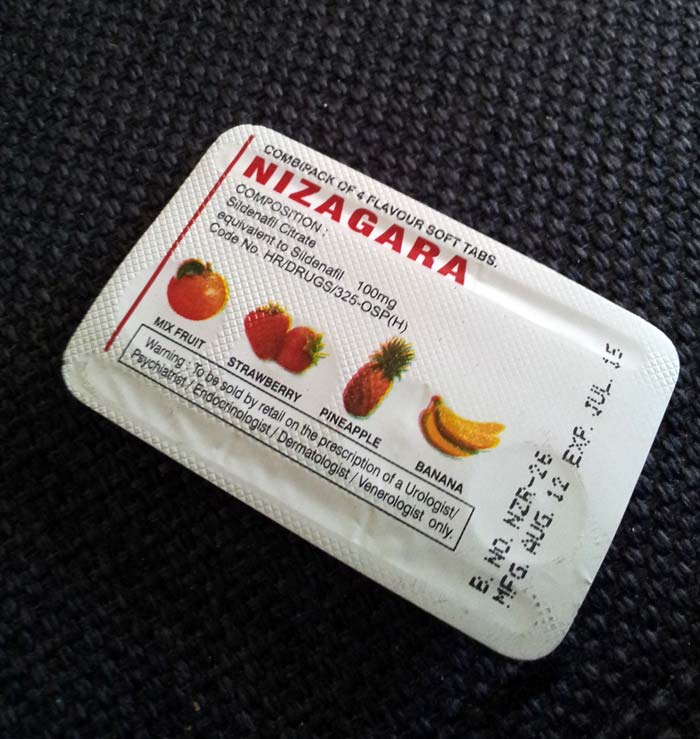 COMBIPACK OF 4 FLAVOUR SOFT TABS.
NIZAGARA
COMPOSITION :
Sildenafil Citrate
equivalent to Sildenafil 100mg
Code No. HR/DRUGS/325-OSP(H)
MIX FRUIT
STRAWBERRY
PINEAPPLE
BANANA
Warning : To be sold by retail on the prescription of a Urologist/
Psychiatrist / Endocrinologist / Dermatologist / Venerologist only.
B. NO. NZR-26
MFG. AUG. 12 EXP. JUL. 15